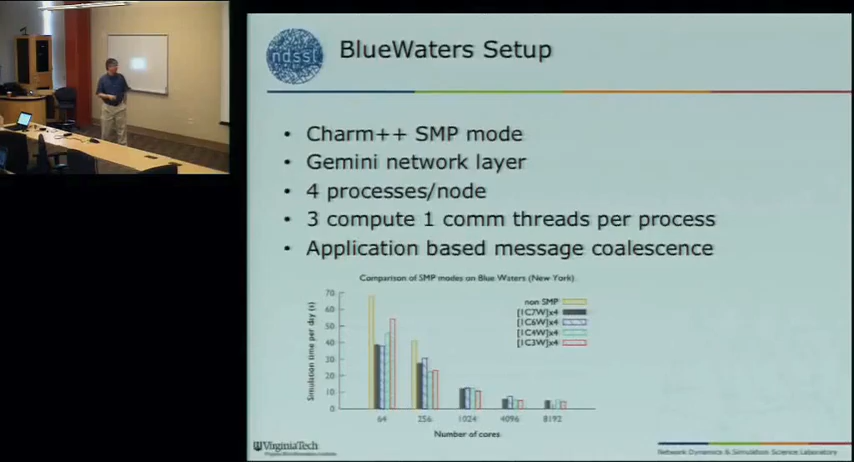 ndssl
BlueWaters Setup
• Charm++ SMP mode
• Gemini network layer
• 4 processes/node
• 3 compute 1 comm threads per process
• Application based message coalescence
Comparison of SMP modes on Blue Waters (New York)
non SMP
[1C7W]x4
[1C6W]x4
[1C4W]x4
[1C3W]x4
Simulation time per day (s)
70
60
50
40
30
20
10
0
64 256 1024 4096 8192
Number of cores
VirginiaTech
Network Dynamics & Simulation Science Laboratory